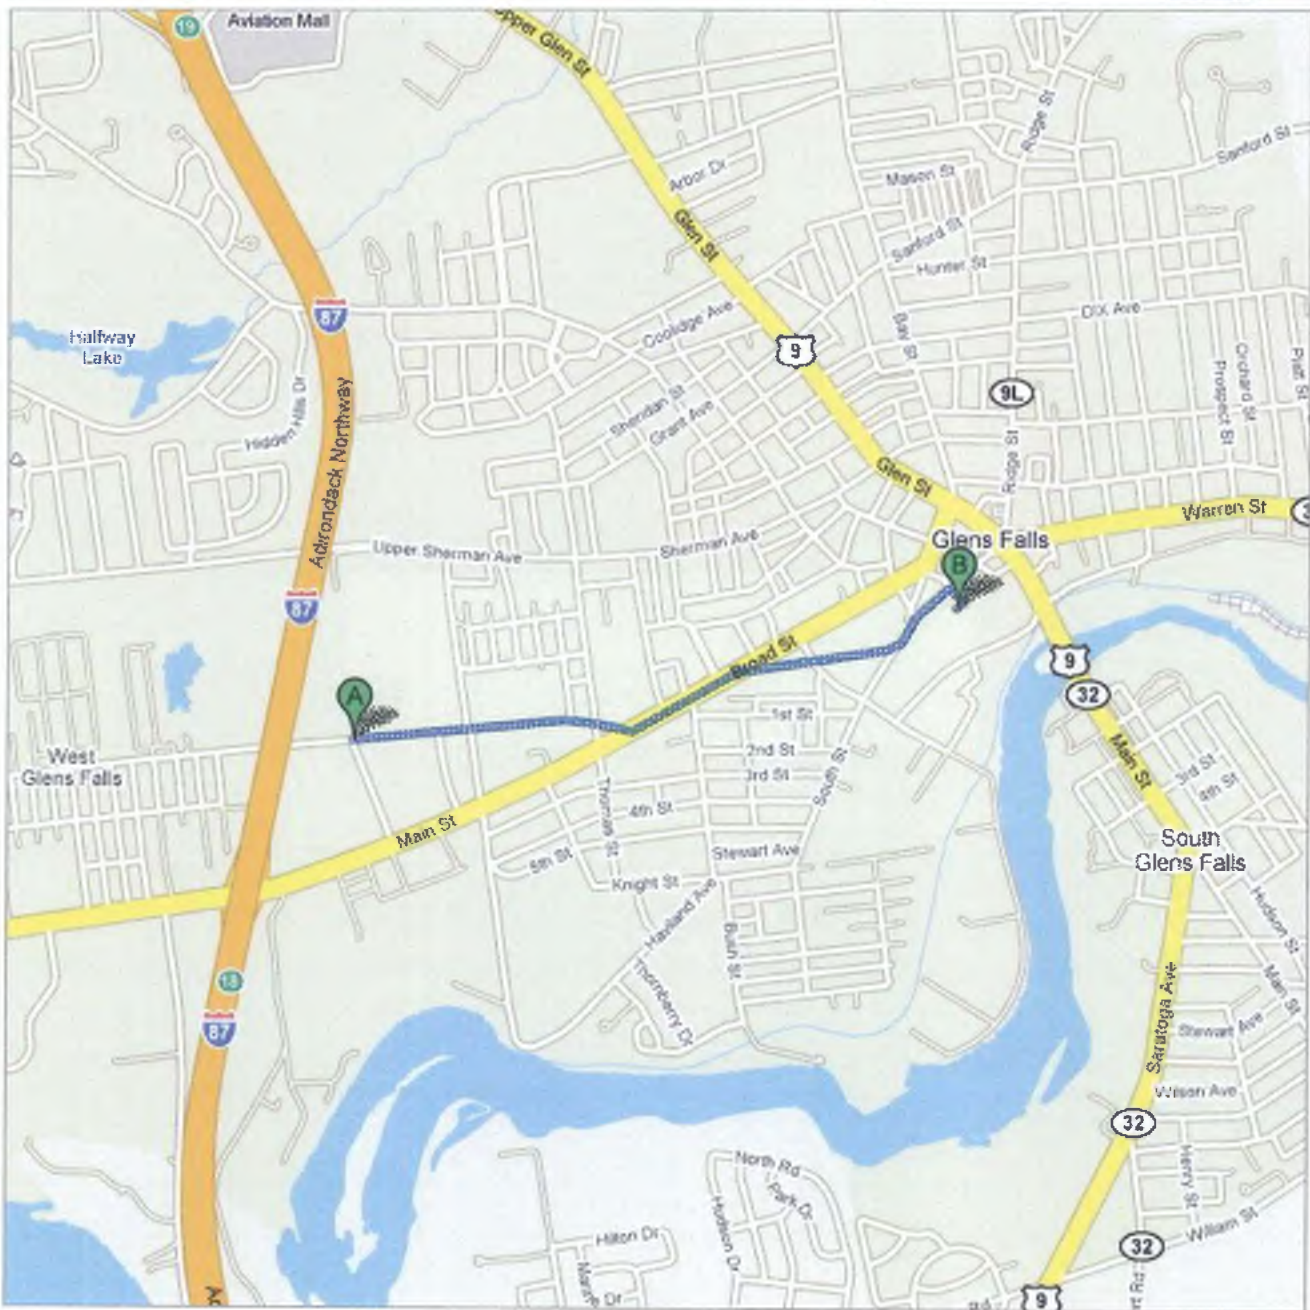 19
Aviation Mall
Upper Glen St
Ridge St
Sanford St
Arbor Dr
Mason St
Glen St
Sanford St
Hunter St
87
Halfway
Lake
Coolidge Ave
Bay St
Dix Ave
9
Orchard St
Platt St
Prospect St
9L
Hidden Hills Dr
Adirondack Northway
Sheridan St
Grant Ave
Glen St
Ridge St
Warren St
Upper Sherman Ave
Sherman Ave
Glens Falls
B
87
Broad St
9
32
A
1st St
West
Glens Falls
2nd St
3rd St
South St
Main St
3rd St
4th St
Thomas St
4th St
Main St
South
Glens Falls
5th St
Stewart Ave
Knight St
Haviland Ave
Hudson St
Bush St
18
87
Thornberry Dr
Main St
Saratoga Ave
Stewart Ave
Wilson Ave
32
North Rd
Park Dr
Henry St
Hudson Dr
William St
Hilton Dr
32
9